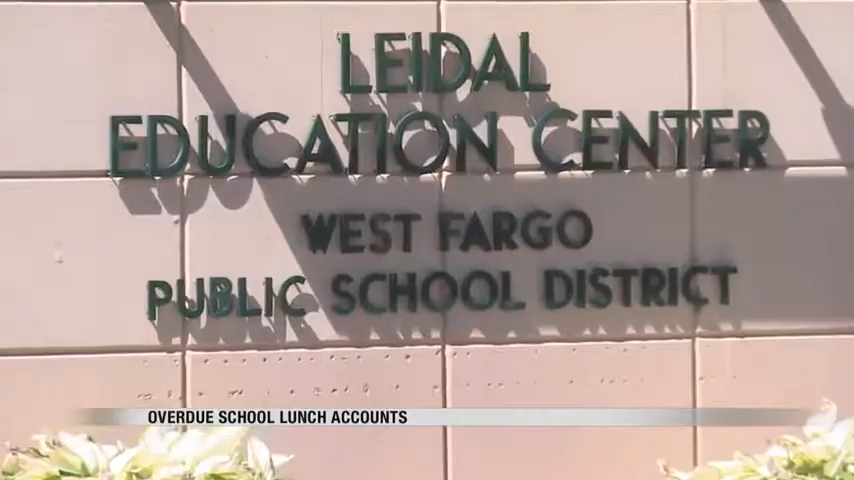 LEIDAL
EDUCATION CENTER
WEST FARGO
PUBLIC SCHOOL DISTRICT
OVERDUE SCHOOL LUNCH ACCOUNTS